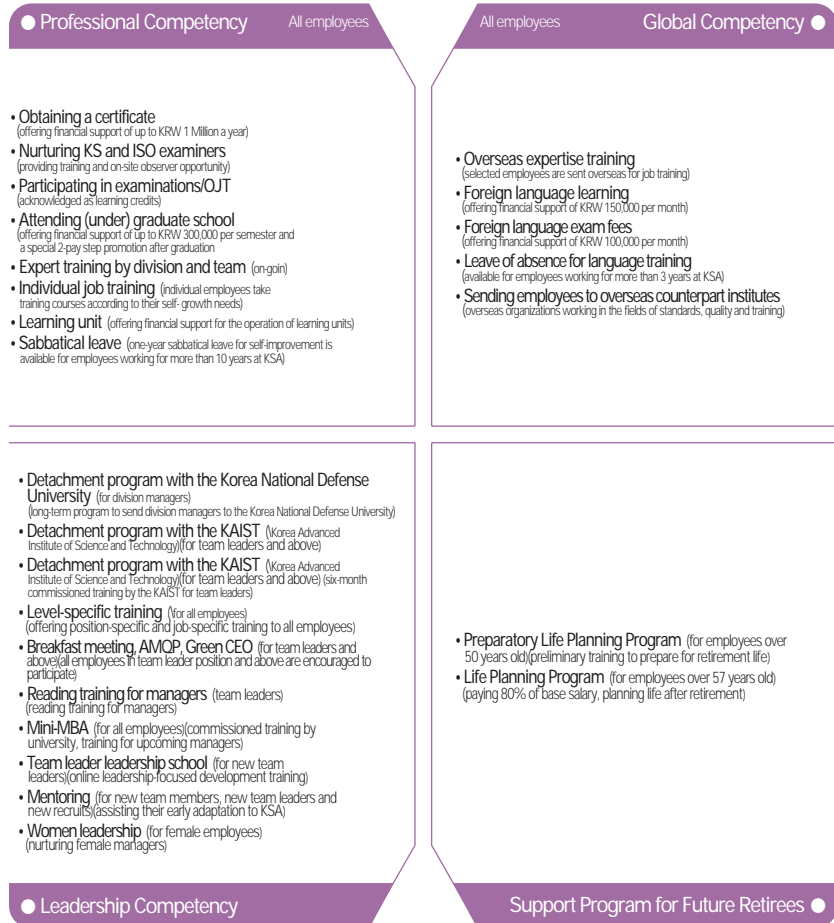 ● Professional Competency All employees
• Obtaining a certificate
(offering financial support of up to KRW 1 Million a year)
• Nurturing KS and ISO examiners
(providing training and on-site observer opportunity)
• Participating in examinations/OJT
(acknowledged as learning credits)
• Attending (under) graduate school
(offering financial support of up to KRW 300,000 per semester and
a special 2-pay step promotion after graduation
• Expert training by division and team (on-goin)
• Individual job training (individual employees take
training courses according to their self- growth needs)
• Learning unit (offering financial support for the operation of learning units)
• Sabbatical leave (one-year sabbatical leave for self-improvement is
available for employees working for more than 10 years at KSA)
All employees Global Competency ●
• Overseas expertise training
(selected employees are sent overseas for job training)
• Foreign language learning
(offering financial support of KRW 150,000 per month)
• Foreign language exam fees
(offering financial support of KRW 100,000 per month)
• Leave of absence for language training
(available for employees working for more than 3 years at KSA)
• Sending employees to overseas counterpart institutes
(overseas organizations working in the fields of standards, quality and training)
• Detachment program with the Korea National Defense
University (for division managers)
(long-term program to send division managers to the Korea National Defense University)
• Detachment program with the KAIST (\Korea Advanced
Institute of Science and Technology)(for team leaders and above)
• Detachment program with the KAIST (\Korea Advanced
Institute of Science and Technology)(for team leaders and above) (six-month
commissioned training by the KAIST for team leaders)
• Level-specific training (\for all employees)
(offering position-specific and job-specific training to all employees)
• Breakfast meeting, AMQP, Green CEO (for team leaders and
above)(all employees in team leader position and above are encouraged to
participate)
• Reading training for managers (team leaders)
(reading training for managers)
• Mini-MBA (for all employees)(commissioned training by
university, training for upcoming managers)
• Team leader leadership school (for new team
leaders)(online leadership-focused development training)
• Mentoring (for new team members, new team leaders and
new recruits)(assisting their early adaptation to KSA)
• Women leadership (for female employees)
(nurturing female managers)
● Leadership Competency
• Preparatory Life Planning Program (for employees over
50 years old)(preliminary training to prepare for retirement life)
• Life Planning Program (for employees over 57 years old)
(paying 80% of base salary, planning life after retirement)
Support Program for Future Retirees ●